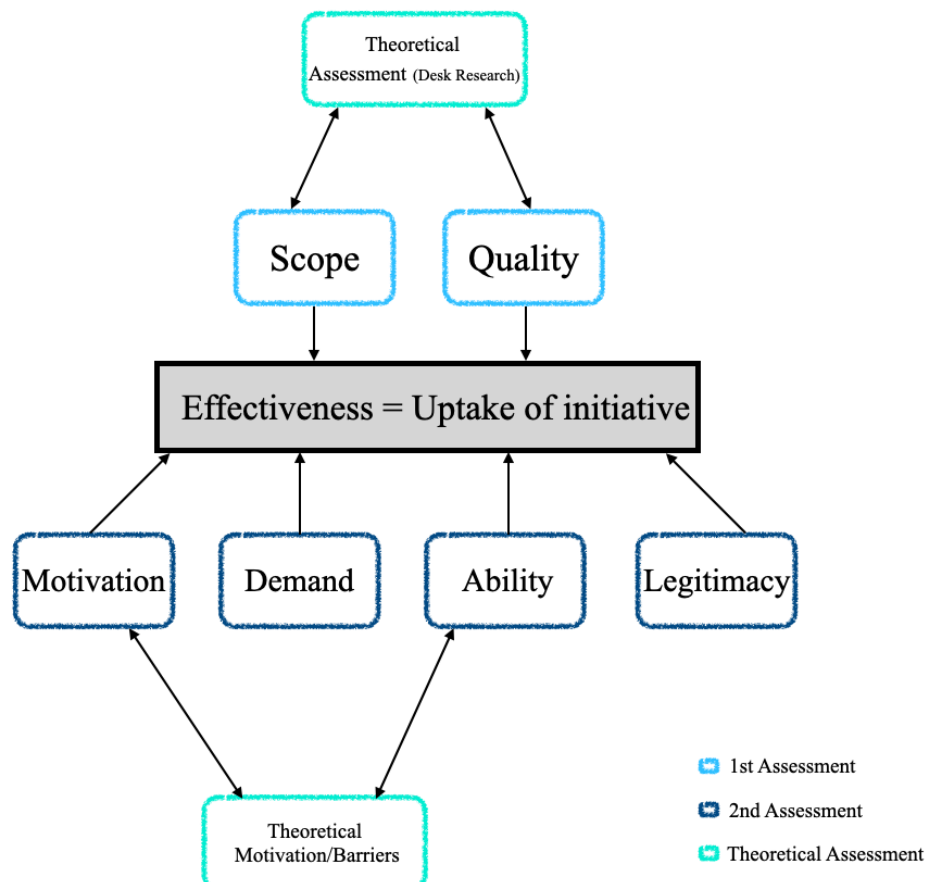 Theoretical
Assessment (Desk Research)
Scope
Quality
Effectiveness = Uptake of initiative
Motivation
Demand
Ability
Legitimacy
1st Assessment
2nd Assessment
Theoretical Assessment
Theoretical
Motivation/Barriers